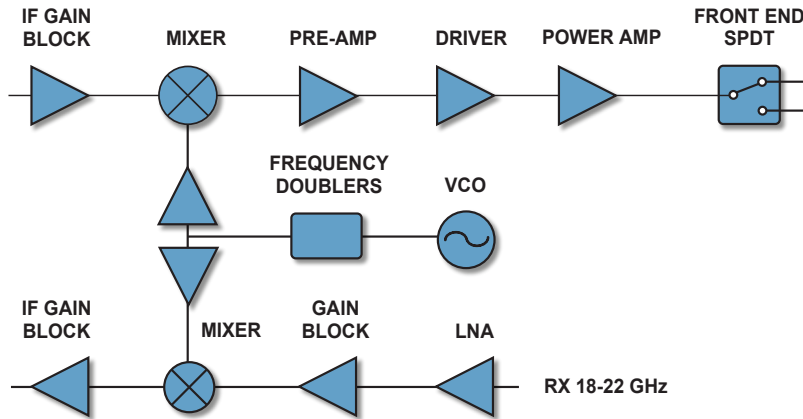 IF GAIN
BLOCK
MIXER
PRE-AMP
DRIVER
POWER AMP
FRONT END
SPDT
FREQUENCY
DOUBLERS
VCO
IF GAIN
BLOCK
MIXER
GAIN
BLOCK
LNA
RX 18-22 GHz